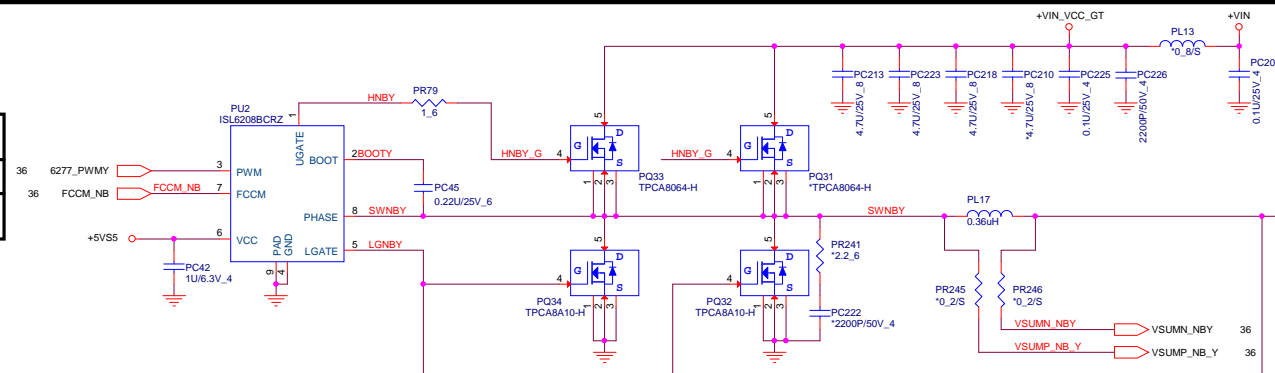 +VIN_VCC_GT
+VIN
PL13
*0_8/S
PC213
4.7U/25V_8
PC223
4.7U/25V_8
PC218
4.7U/25V_8
PC210
*4.7U/25V_8
PC225
0.1U/25V_4
PC226
2200P/50V_4
PC20
0.1U/25V_4
PU2
ISL6208BCRZ
1
UGATE
HNBY
PR79
1_6
BOOT
2
BOOTY
PC45
0.22U/25V_6
36
6277_PWMY
3
PWM
36
FCCM_NB
FCCM_NB
7
FCCM
PHASE
8
SWNBY
+5VS5
6
VCC
LGATE
5
LGNBY
PAD
GND
9
4
PC42
1U/6.3V_4
HNBY_G
4
5
G
D
S
1
2
3
PQ33
TPCA8064-H
HNBY_G
4
5
G
D
S
1
2
3
PQ31
*TPCA8064-H
4
5
G
D
S
1
2
3
PQ34
TPCA8A10-H
4
5
G
D
S
1
2
3
PQ32
TPCA8A10-H
PR241
*2.2_6
PC222
*2200P/50V_4
SWNBY
PL17
0.36uH
PR245
*0_2/S
PR246
*0_2/S
VSUMN_NBY
VSUMN_NBY
36
VSUMP_NB_Y
VSUMP_NB_Y
36